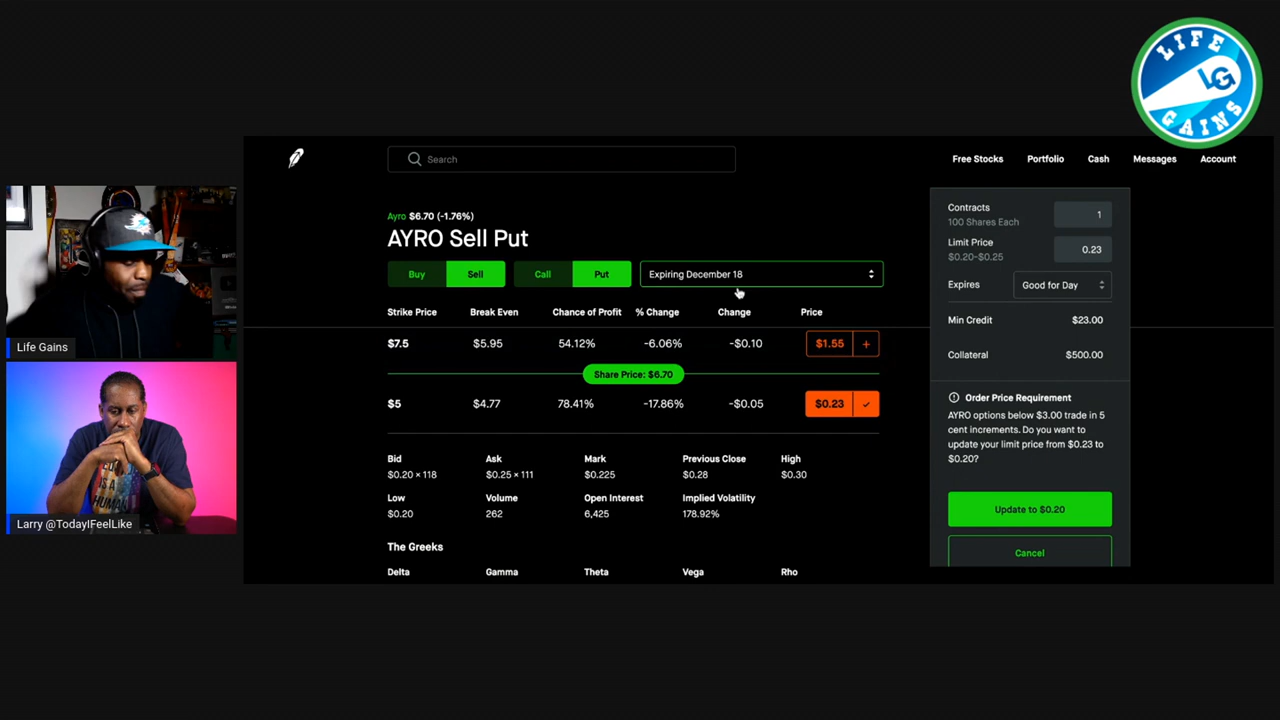 LIFE
LG
GAINS
Search
Free Stocks
Portfolio
Cash
Messages
Account
Ayro $6.70 (-1.76%)
AYRO Sell Put
Buy
Sell
Call
Put
Expiring December 18
Strike Price
Break Even
Chance of Profit
% Change
Change
Price
$7.5
$5.95
54.12%
-6.06%
-$0.10
$1.55
+
Share Price: $6.70
$5
$4.77
78.41%
-17.86%
-$0.05
$0.23
Bid
Ask
Mark
Previous Close
High
$0.20 × 118
$0.25 × 111
$0.225
$0.28
$0.30
Low
Volume
Open Interest
Implied Volatility
$0.20
262
6,425
178.92%
The Greeks
Delta
Gamma
Theta
Vega
Rho
Contracts
100 Shares Each
1
Limit Price
$0.20–$0.25
0.23
Expires
Good for Day
Min Credit
$23.00
Collateral
$500.00
Order Price Requirement
AYRO options below $3.00 trade in 5
cent increments. Do you want to
update your limit price from $0.23 to
$0.20?
Update to $0.20
Cancel
Life Gains
HUMAN
Larry @TodayIFeelLike